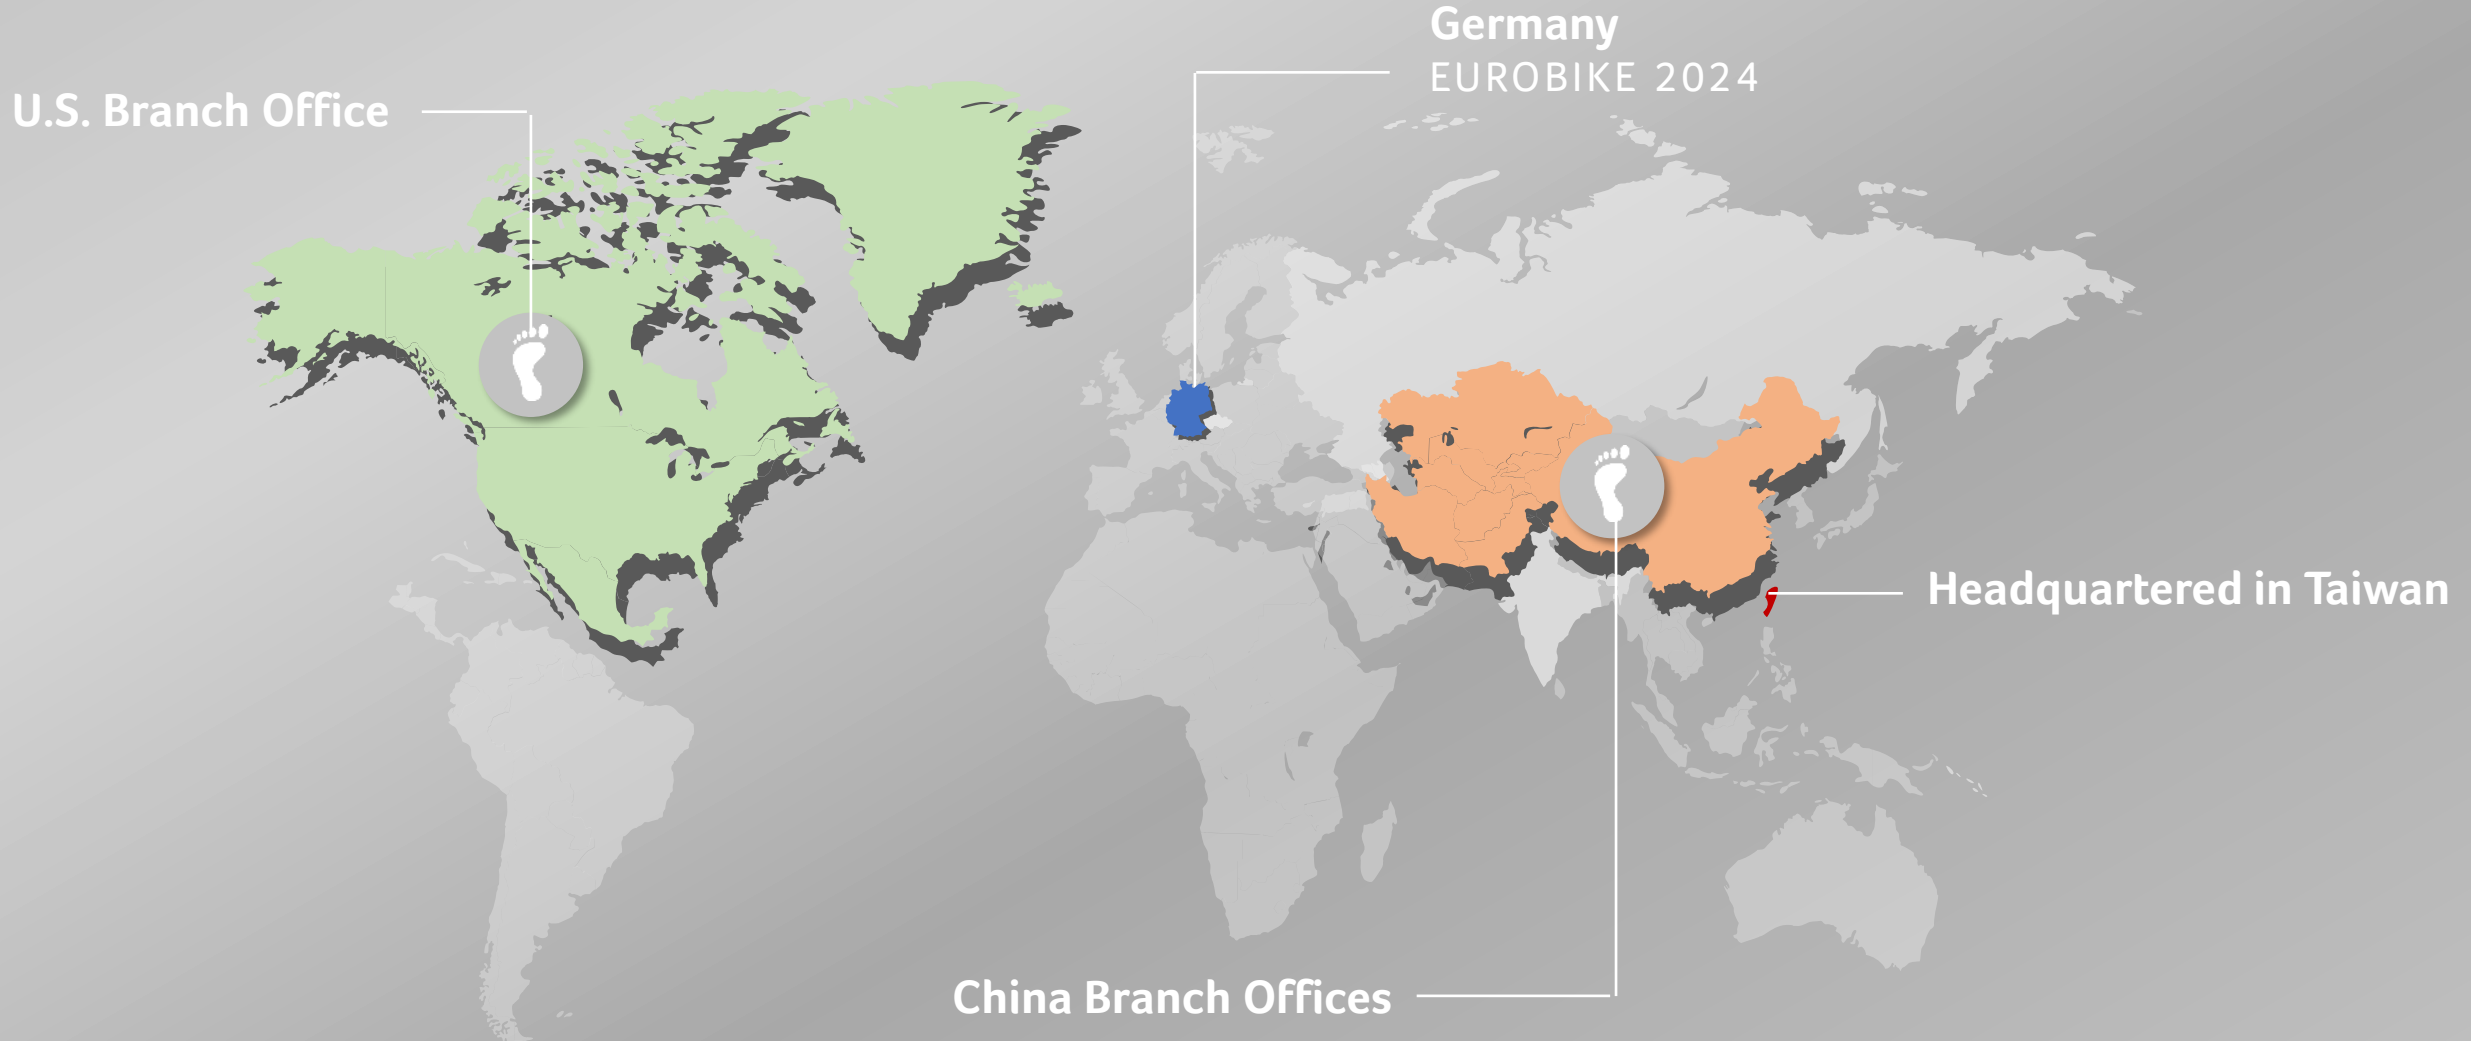 Germany
EUROBIKE 2024
U.S. Branch Office
Headquartered in Taiwan
China Branch Offices